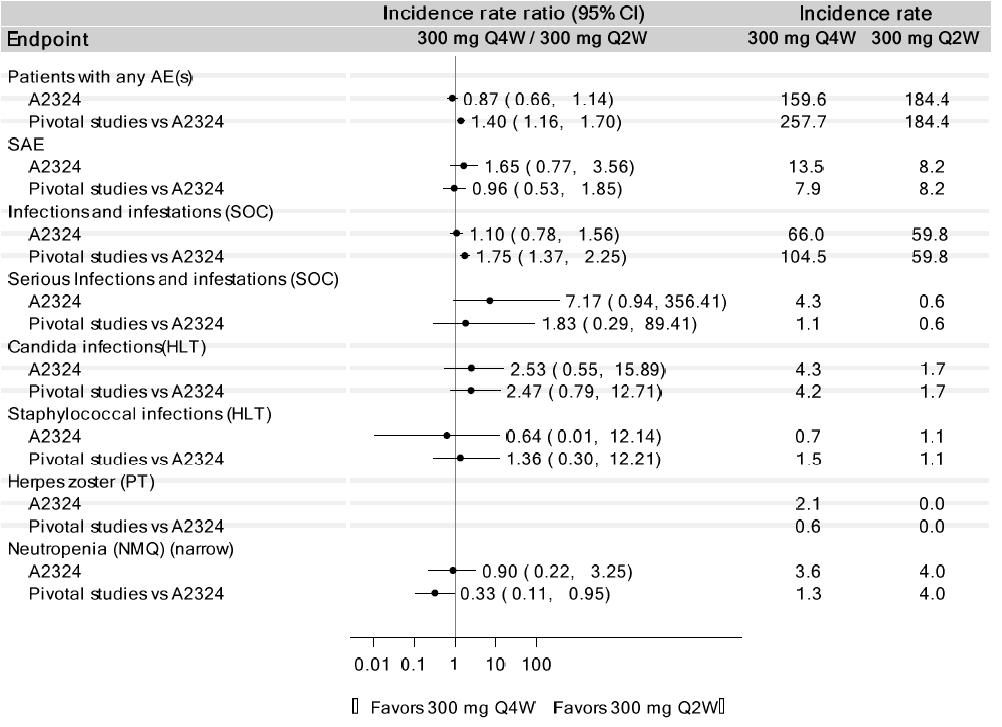 Incidence rate ratio (95% CI) Incidence rate
Endpoint 300 mg Q4W / 300 mg Q2W 300 mg Q4W 300 mg Q2W
Patients with any AE(s)
A2324 0.87 ( 0.66, 1.14) 159.6 184.4
Pivotal studies vs A2324 1.40 ( 1.16, 1.70) 257.7 184.4
SAE
A2324 1.65 ( 0.77, 3.56) 13.5 8.2
Pivotal studies vs A2324 0.96 ( 0.53, 1.85) 7.9 8.2
Infections and infestations (SOC)
A2324 1.10 ( 0.78, 1.56) 66.0 59.8
Pivotal studies vs A2324 1.75 ( 1.37, 2.25) 104.5 59.8
Serious Infections and infestations (SOC)
A2324 7.17 ( 0.94, 356.41) 4.3 0.6
Pivotal studies vs A2324 1.83 ( 0.29, 89.41) 1.1 0.6
Candida infections(HLT)
A2324 2.53 ( 0.55, 15.89) 4.3 1.7
Pivotal studies vs A2324 2.47 ( 0.79, 12.71) 4.2 1.7
Staphylococcal infections (HLT)
A2324 0.64 ( 0.01, 12.14) 0.7 1.1
Pivotal studies vs A2324 1.36 ( 0.30, 12.21) 1.5 1.1
Herpes zoster (PT)
A2324 2.1 0.0
Pivotal studies vs A2324 0.6 0.0
Neutropenia (NMQ) (narrow)
A2324 0.90 ( 0.22, 3.25) 3.6 4.0
Pivotal studies vs A2324 0.33 ( 0.11, 0.95) 1.3 4.0
0.01 0.1 1 10 100
Favors 300 mg Q4W Favors 300 mg Q2W